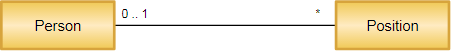 Person
0 .. 1
*
Position